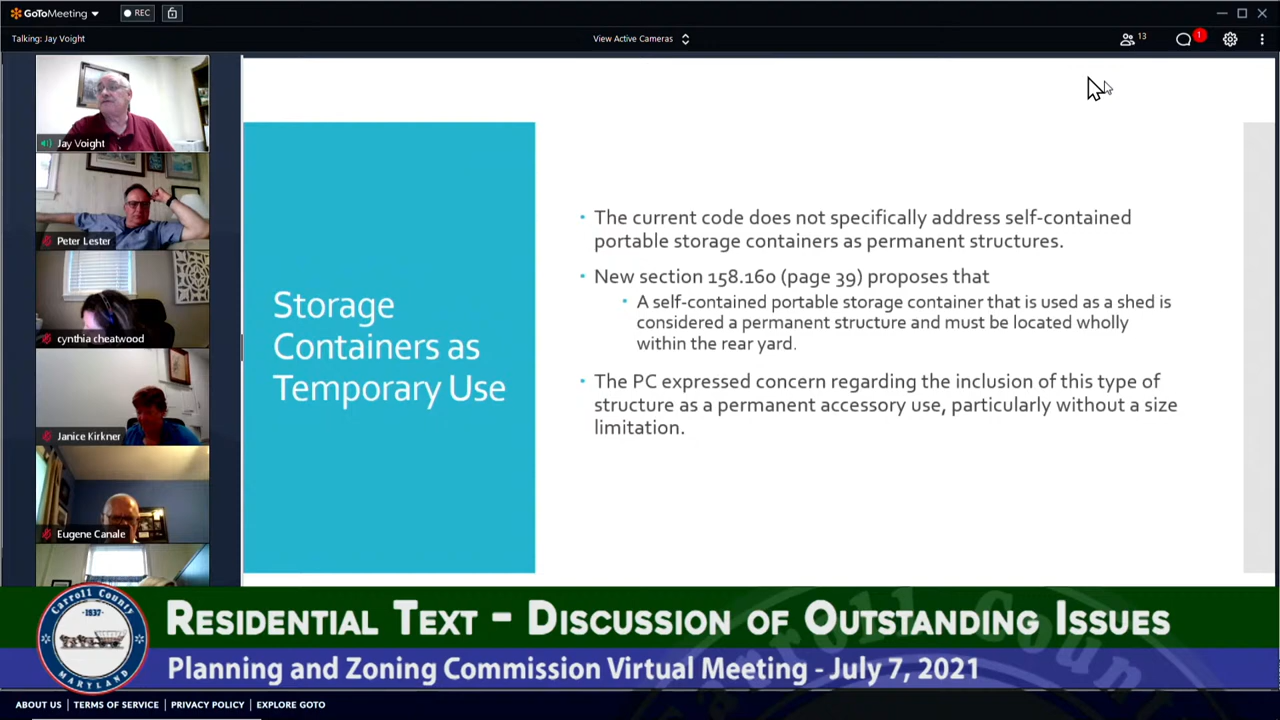 GoToMeeting
REC
Talking: Jay Voight
View Active Cameras
13
1
Jay Voight
Peter Lester
cynthia cheatwood
Janice Kirkner
Eugene Canale
Storage
Containers as
Temporary Use
• The current code does not specifically address self-contained
portable storage containers as permanent structures.
• New section 158.160 (page 39) proposes that
• A self-contained portable storage container that is used as a shed is
considered a permanent structure and must be located wholly
within the rear yard.
• The PC expressed concern regarding the inclusion of this type of
structure as a permanent accessory use, particularly without a size
limitation.
Carroll County
1937
MARYLAND
RESIDENTIAL TEXT - DISCUSSION OF OUTSTANDING ISSUES
Planning and Zoning Commission Virtual Meeting - July 7, 2021
ABOUT US | TERMS OF SERVICE | PRIVACY POLICY | EXPLORE GOTO